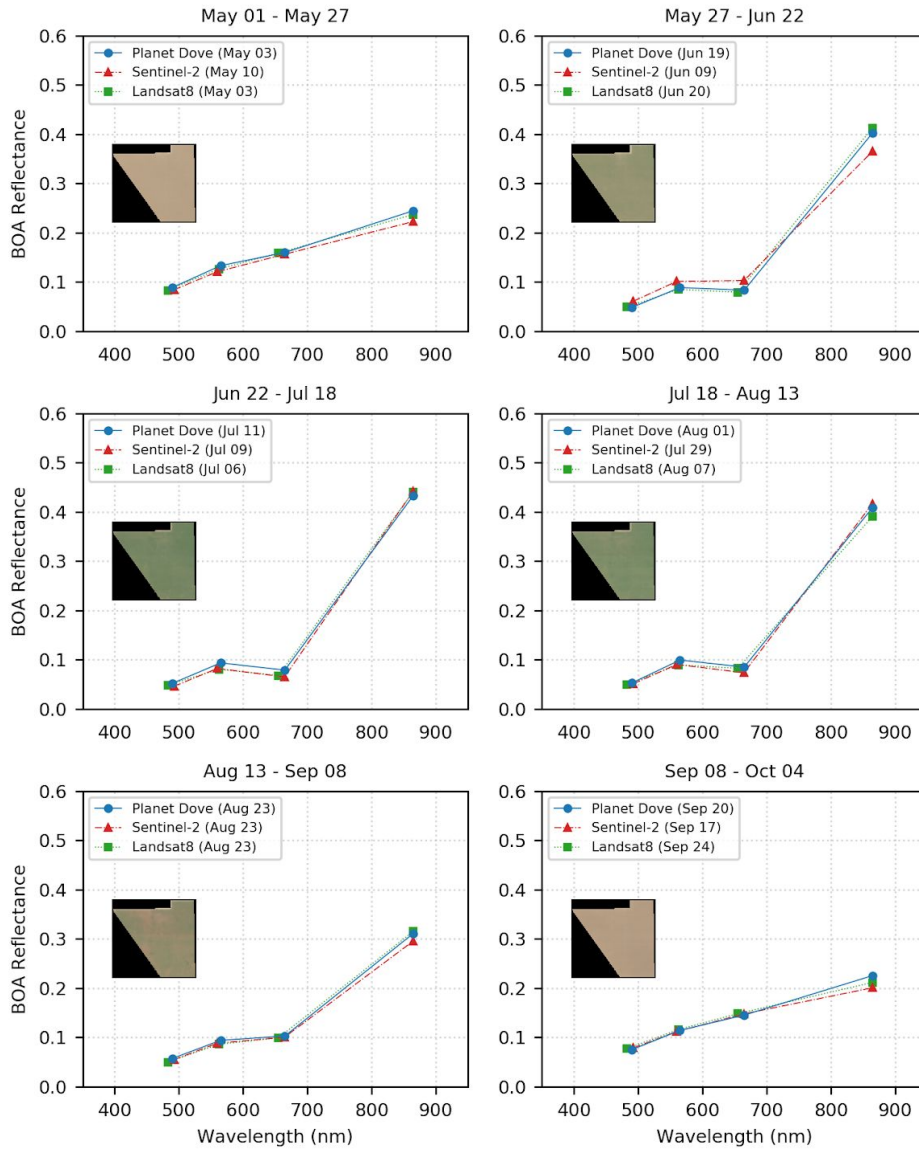 May 01 - May 27
0.6
Planet Dove (May 03)
Sentinel-2 (May 10)
Landsat8 (May 03)
0.5
0.4
0.3
0.2
0.1
0.0
BOA Reflectance
400 500 600 700 800 900
May 27 - Jun 22
0.6
Planet Dove (Jun 19)
Sentinel-2 (Jun 09)
Landsat8 (Jun 20)
0.5
0.4
0.3
0.2
0.1
0.0
400 500 600 700 800 900
Jun 22 - Jul 18
0.6
Planet Dove (Jul 11)
Sentinel-2 (Jul 09)
Landsat8 (Jul 06)
0.5
0.4
0.3
0.2
0.1
0.0
BOA Reflectance
400 500 600 700 800 900
Jul 18 - Aug 13
0.6
Planet Dove (Aug 01)
Sentinel-2 (Jul 29)
Landsat8 (Aug 07)
0.5
0.4
0.3
0.2
0.1
0.0
400 500 600 700 800 900
Aug 13 - Sep 08
0.6
Planet Dove (Aug 23)
Sentinel-2 (Aug 23)
Landsat8 (Aug 23)
0.5
0.4
0.3
0.2
0.1
0.0
BOA Reflectance
400 500 600 700 800 900
Wavelength (nm)
Sep 08 - Oct 04
0.6
Planet Dove (Sep 20)
Sentinel-2 (Sep 17)
Landsat8 (Sep 24)
0.5
0.4
0.3
0.2
0.1
0.0
400 500 600 700 800 900
Wavelength (nm)